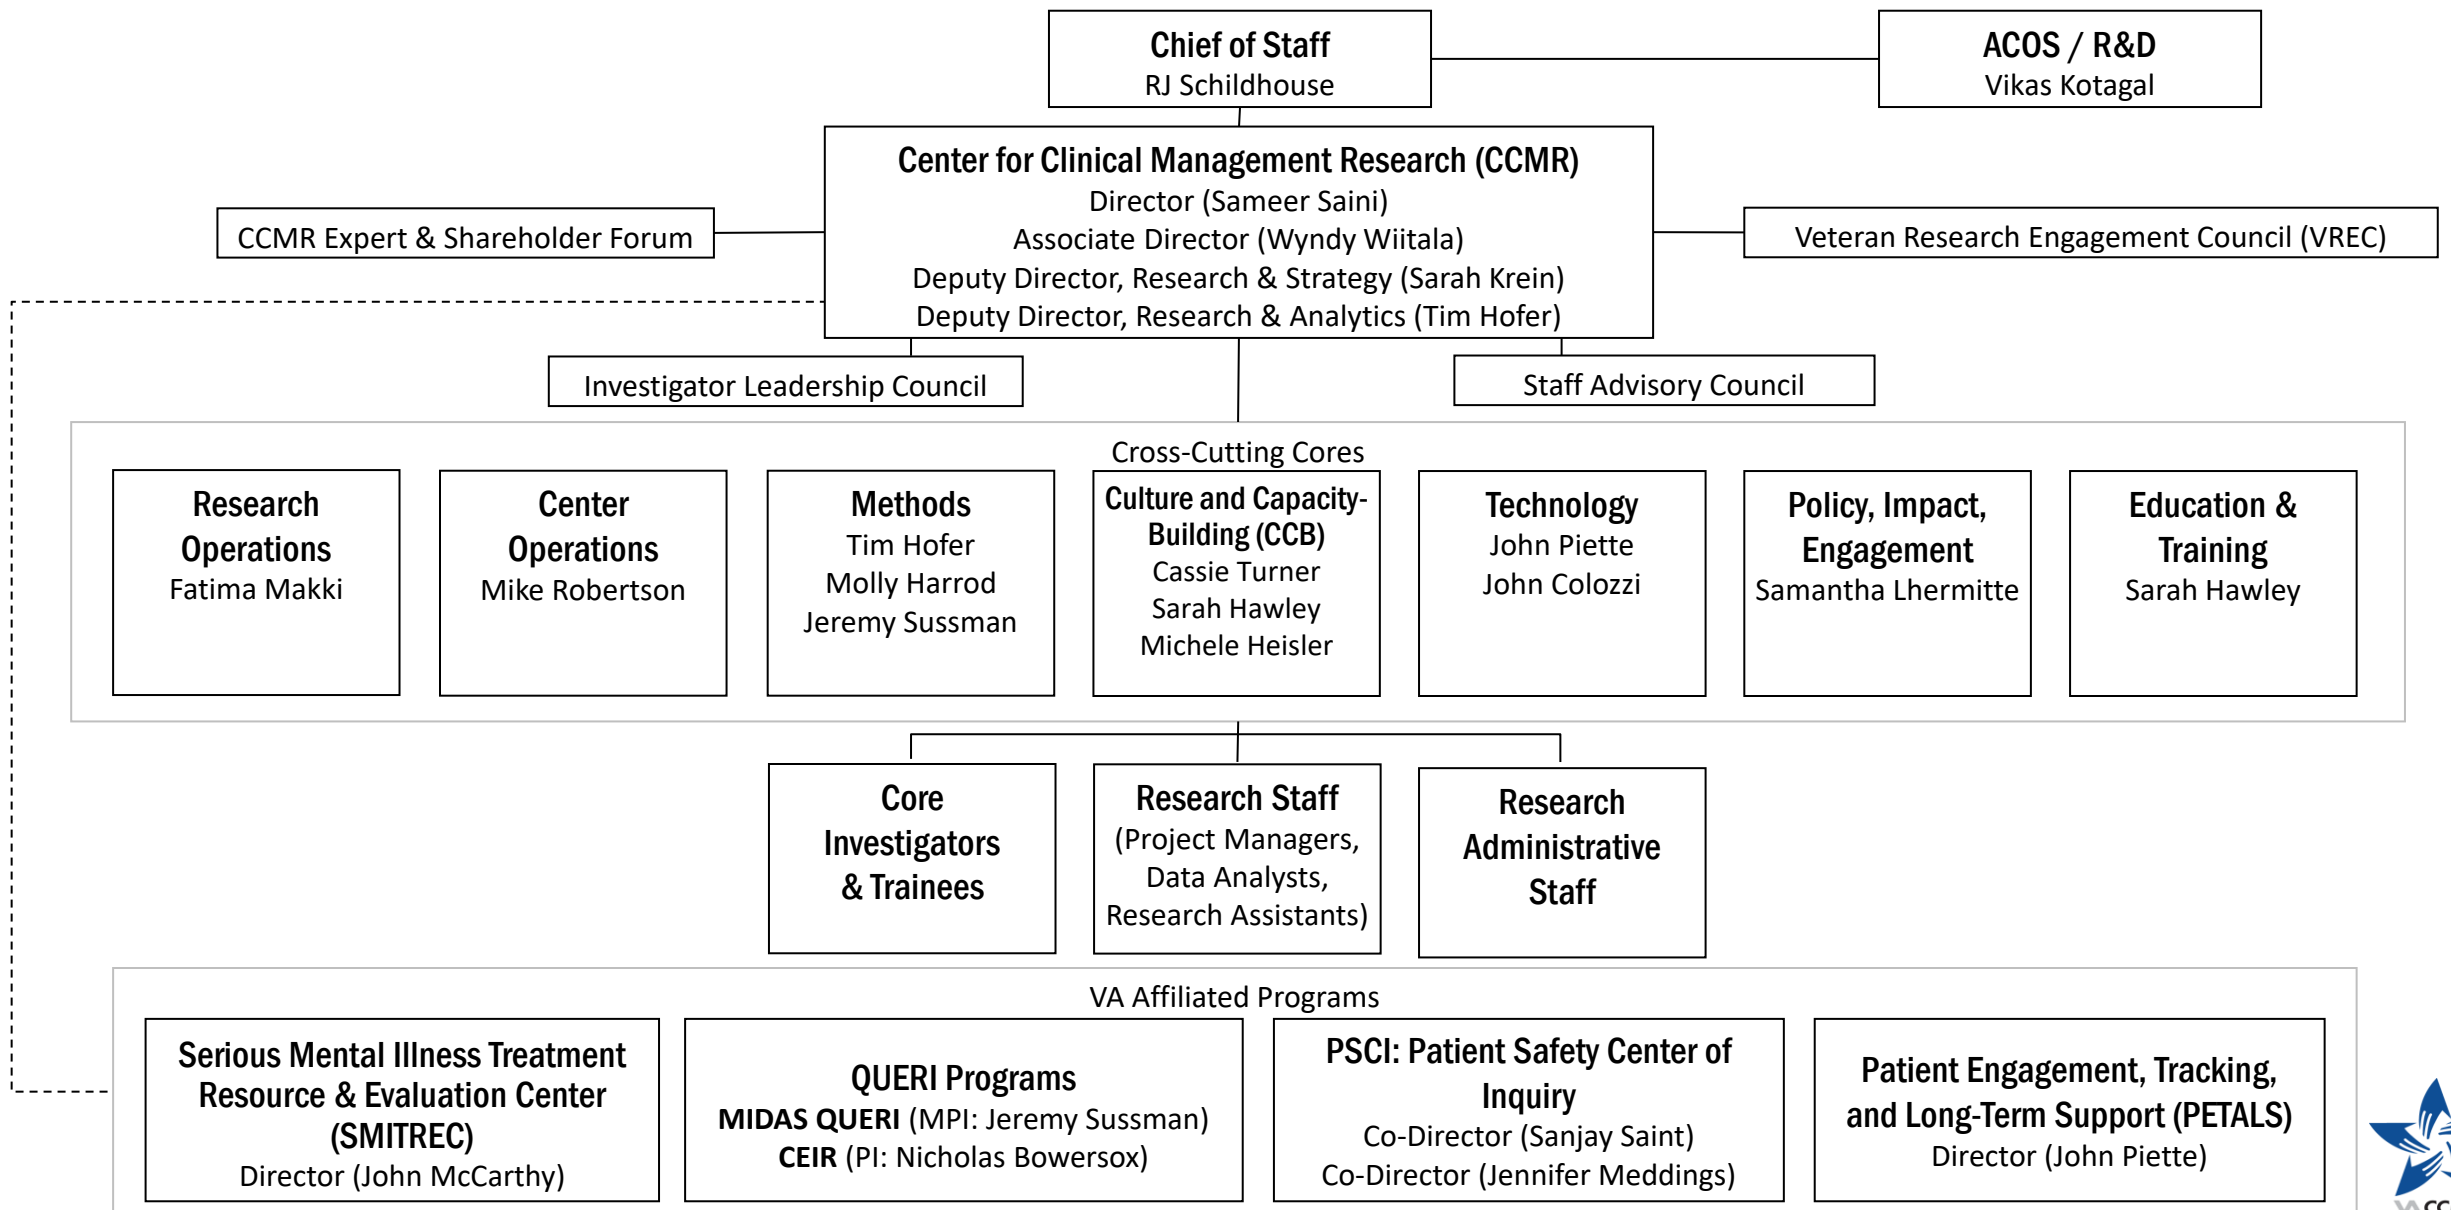 Chief of Staff
RJ Schildhouse
ACOS / R&D
Vikas Kotagal
Center for Clinical Management Research (CCMR)
Director (Sameer Saini)
Associate Director (Wyndy Wiitala)
Deputy Director, Research & Strategy (Sarah Krein)
Deputy Director, Research & Analytics (Tim Hofer)
CCMR Expert & Shareholder Forum
Veteran Research Engagement Council (VREC)
Investigator Leadership Council
Staff Advisory Council
Cross-Cutting Cores
Research
Operations
Fatima Makki
Center
Operations
Mike Robertson
Methods
Tim Hofer
Molly Harrod
Jeremy Sussman
Culture and Capacity-
Building (CCB)
Cassie Turner
Sarah Hawley
Michele Heisler
Technology
John Piette
John Colozzi
Policy, Impact,
Engagement
Samantha Lhermitte
Education &
Training
Sarah Hawley
Core
Investigators
& Trainees
Research Staff
(Project Managers,
Data Analysts,
Research Assistants)
Research
Administrative
Staff
VA Affiliated Programs
Serious Mental Illness Treatment
Resource & Evaluation Center
(SMITREC)
Director (John McCarthy)
QUERI Programs
MIDAS QUERI (MPI: Jeremy Sussman)
CEIR (PI: Nicholas Bowersox)
PSCI: Patient Safety Center of
Inquiry
Co-Director (Sanjay Saint)
Co-Director (Jennifer Meddings)
Patient Engagement, Tracking,
and Long-Term Support (PETALS)
Director (John Piette)